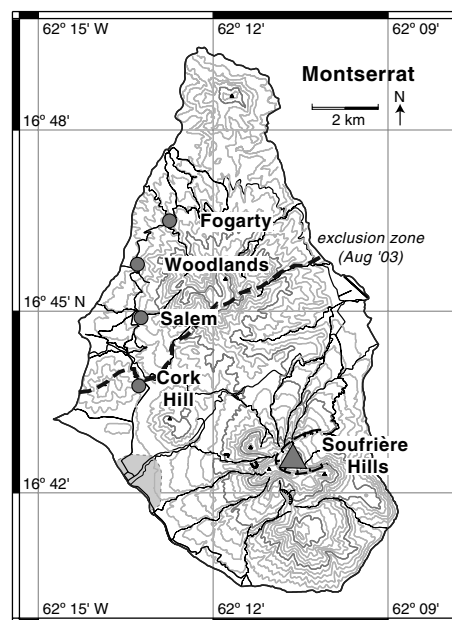 62° 15' W
62° 12'
62° 09'
Montserrat
N
2 km
16° 48'
Fogarty
exclusion zone
(Aug '03)
Woodlands
16° 45' N
Salem
Cork
Hill
Soufrière
Hills
16° 42'
62° 15' W
62° 12'
62° 09'